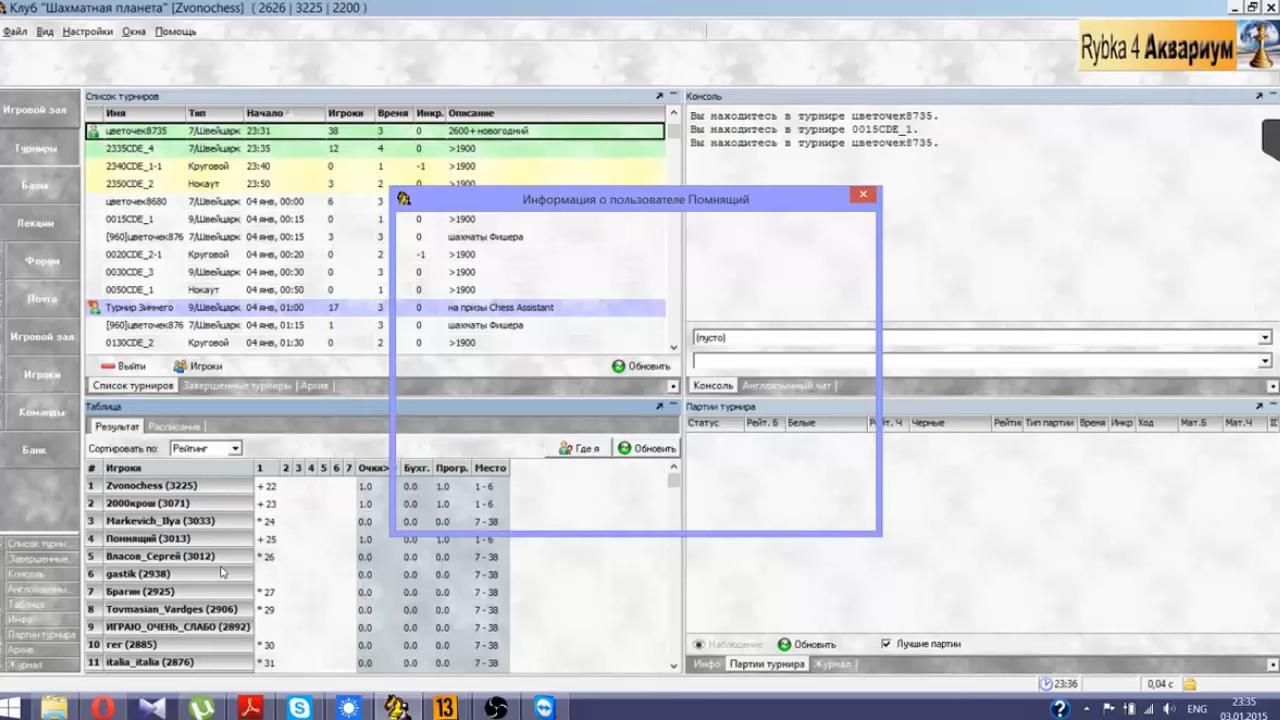 Клуб "Шахматная планета" [Zvonochess] ( 2626 | 3225 | 2200 )
Файл Вид Настройки Окна Помощь
Rybka 4 Аквариум
Игровой зал
Турниры
Базы
Лекции
Форум
Почта
Игровой зал
Игроки
Команды
Банк
Список турни...
Завершенные...
Консоль
Англоязычны...
Таблица
Инфо
Партии турнира
Архив
Журнал
Список турниров
Имя Тип Начало Игроки Время Инкр. Описание
цветочек8735 7/Швейцарк 23:31 38 3 0 2600+новогодний
2335CDE_4 7/Швейцарк 23:35 12 4 0 >1900
2340CDE_1-1 Круговой 23:40 0 1 -1 >1900
2350CDE_2 Нокаут 23:50 3 2 >1900
цветочек8680 7/Швейцарк 04 янв, 00:00 6 3
0015CDE_1 9/Швейцарк 04 янв, 00:15 0 1 0 >1900
[960]цветочек876 7/Швейцарк 04 янв, 00:15 3 3 0 шахматы Фишера
0020CDE_2-1 Круговой 04 янв, 00:20 0 2 -1 >1900
0030CDE_3 9/Швейцарк 04 янв, 00:30 0 3 0 >1900
0050CDE_1 Нокаут 04 янв, 00:50 0 1 0 >1900
Турнир Зимнего 9/Швейцарк 04 янв, 01:00 17 3 0 на призы Chess Assistant
[960]цветочек876 7/Швейцарк 04 янв, 01:15 1 3 0 шахматы Фишера
0130CDE_2 Круговой 04 янв, 01:30 0 2 0 >1900
Выйти Игроки Обновить
Список турниров Завершенные турниры Архив
Информация о пользователе Помнящий
Консоль
Вы находитесь в турнире цветочек8735.
Вы находитесь в турнире 0015CDE_1.
Вы находитесь в турнире цветочек8735.
(пусто)
Консоль Англоязычный чат
Таблица
Результат Расписание
Сортировать по: Рейтинг Где я Обновить
# Игроки 1 2 3 4 5 6 7 Очки> Бухг. Прогр. Место
1 Zvonochess (3225) + 22 1.0 0.0 1.0 1 - 6
2 2000крош (3071) + 23 1.0 0.0 1.0 1 - 6
3 Markevich_Ilya (3033) * 24 0.0 0.0 0.0 7 - 38
4 Помнящий (3013) + 25 1.0 0.0 1.0 1 - 6
5 Власов_Сергей (3012) * 26 0.0 0.0 0.0 7 - 38
6 gastik (2938) 0.0 0.0 0.0 7 - 38
7 Брагин (2925) * 27 0.0 0.0 0.0 7 - 38
8 Tovmasian_Vardges (2906) * 29 0.0 0.0 0.0 7 - 38
9 ИГРАЮ_ОЧЕНЬ_СЛАБО (2892) 0.0 0.0 0.0 7 - 38
10 rer (2885) * 30 0.0 0.0 0.0 7 - 38
11 italia_italia (2876) * 31 0.0 0.0 0.0 7 - 38
Партии турнира
Статус Рейт. Б Белые Рейт. Ч Черные Рейти Тип партии Время Инкр Ход Мат.Б Мат.Ч
Наблюдение Обновить Лучшие партии
Инфо Партии турнира Журнал
23:36 0,04 с
13
ENG
23:35
03.01.2015